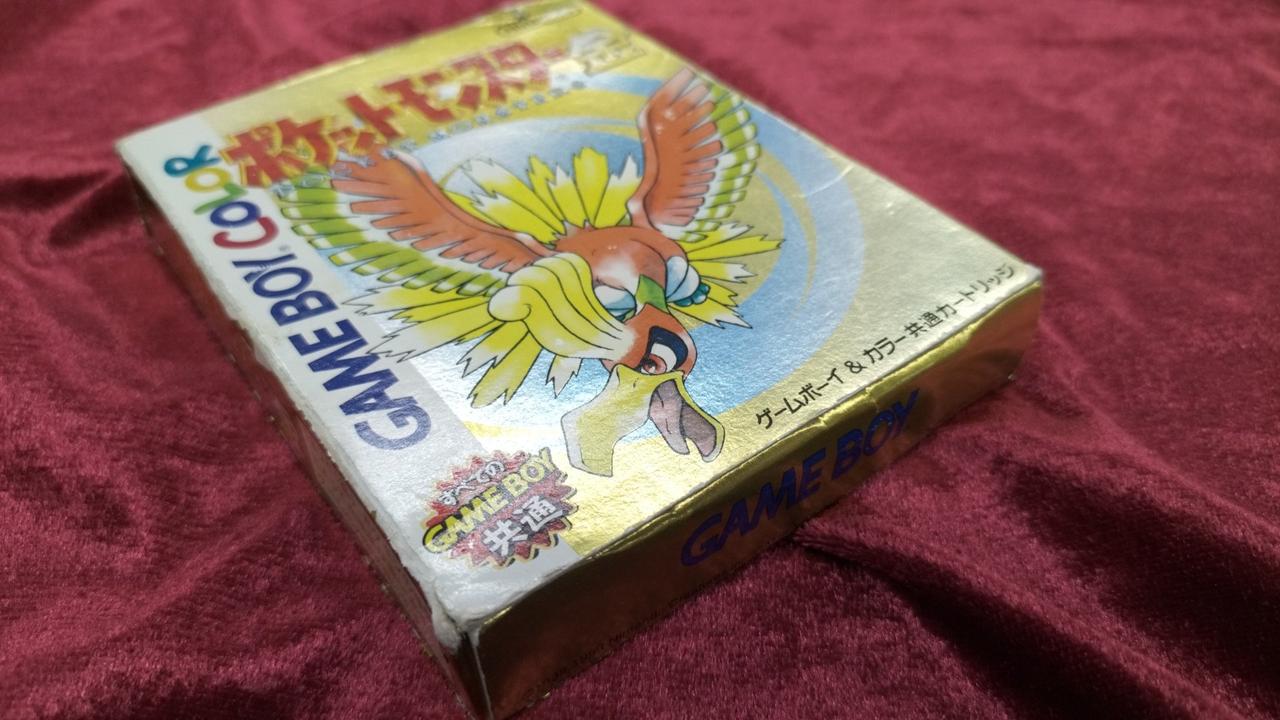 ポケットモンスター
GAME BOY COLOR
すべての
GAME BOY
共通
ゲームボーイ & カラー共通カートリッジ
GAME BOY